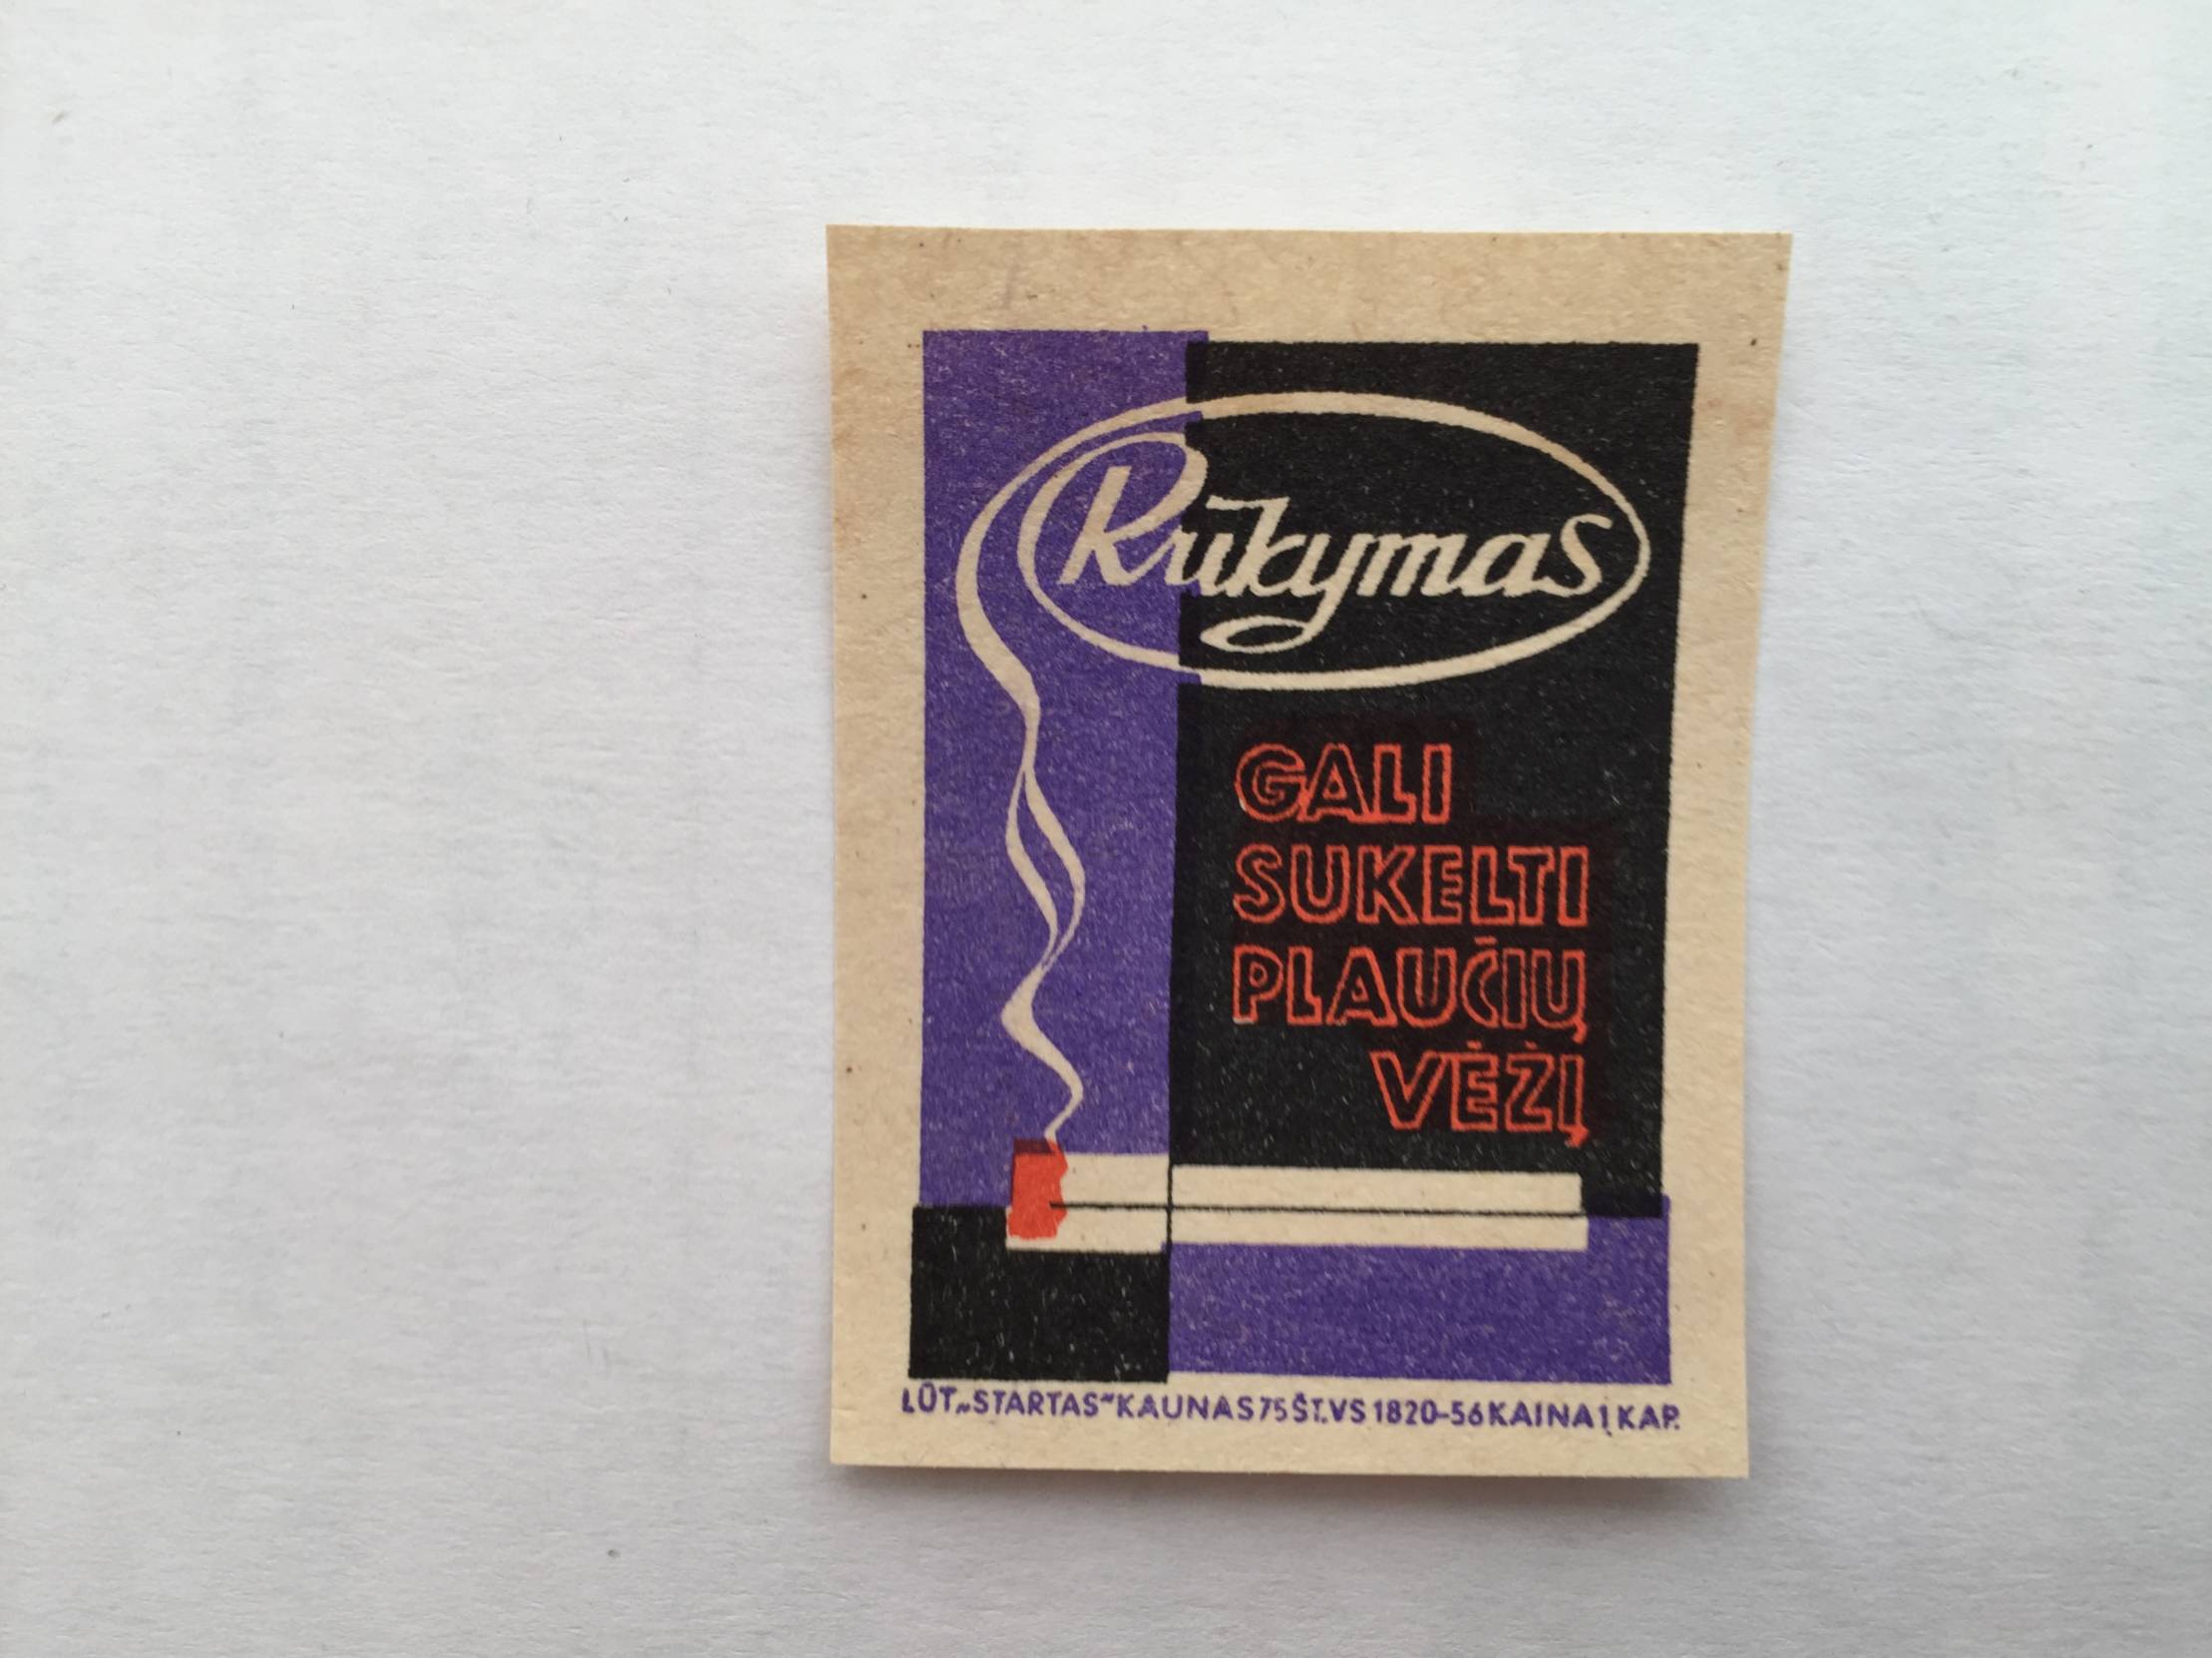 Rūkymas
GALI
SUKELTI
PLAUČIŲ
VĖŽĮ
LŪT„STARTAS“KAUNAS 75 ŠT. VS 1820-56 KAINA 1 KAP.